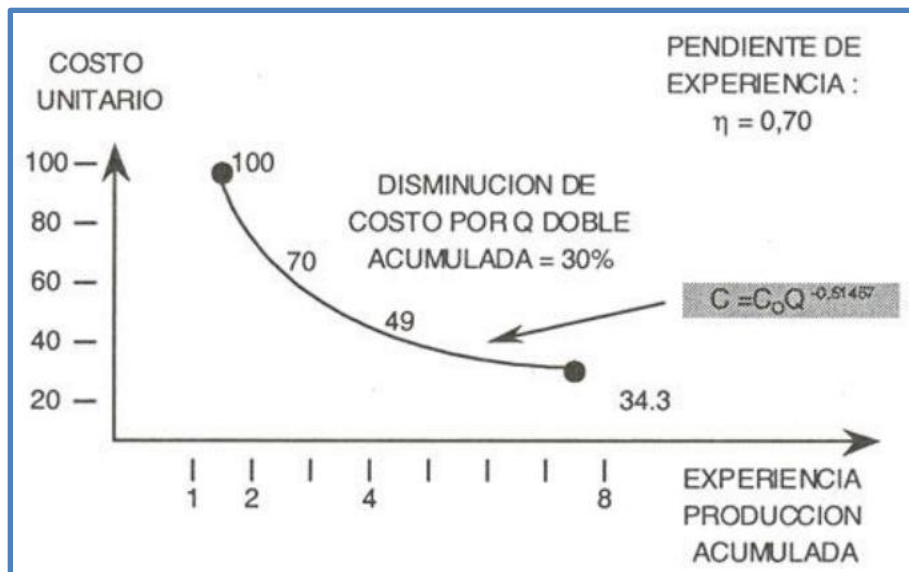 COSTO
UNITARIO
PENDIENTE DE
EXPERIENCIA :
η = 0,70
100
80
60
40
20
100
70
49
34.3
DISMINUCION DE
COSTO POR Q DOBLE
ACUMULADA = 30%
C =C₀Q -0,51457
1
2
4
8
EXPERIENCIA
PRODUCCION
ACUMULADA